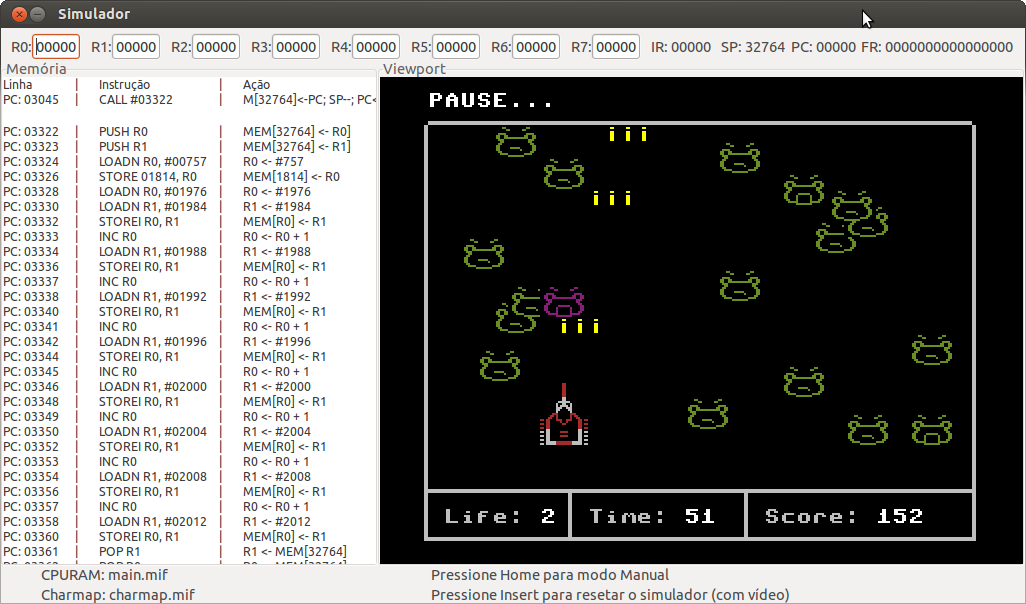 Simulador
R0: 00000 R1: 00000 R2: 00000 R3: 00000 R4: 00000 R5: 00000 R6: 00000 R7: 00000 IR: 00000 SP: 32764 PC: 00000 FR: 0000000000000000
Memória
Linha | Instrução | Ação
PC: 03045 | CALL #03322 | M[32764]<-PC; SP--; PC<
PC: 03322 | PUSH R0 | MEM[32764] <- R0]
PC: 03323 | PUSH R1 | MEM[32764] <- R1]
PC: 03324 | LOADN R0, #00757 | R0 <- #757
PC: 03326 | STORE 01814, R0 | MEM[1814] <- R0
PC: 03328 | LOADN R0, #01976 | R0 <- #1976
PC: 03330 | LOADN R1, #01984 | R1 <- #1984
PC: 03332 | STOREI R0, R1 | MEM[R0] <- R1
PC: 03333 | INC R0 | R0 <- R0 + 1
PC: 03334 | LOADN R1, #01988 | R1 <- #1988
PC: 03336 | STOREI R0, R1 | MEM[R0] <- R1
PC: 03337 | INC R0 | R0 <- R0 + 1
PC: 03338 | LOADN R1, #01992 | R1 <- #1992
PC: 03340 | STOREI R0, R1 | MEM[R0] <- R1
PC: 03341 | INC R0 | R0 <- R0 + 1
PC: 03342 | LOADN R1, #01996 | R1 <- #1996
PC: 03344 | STOREI R0, R1 | MEM[R0] <- R1
PC: 03345 | INC R0 | R0 <- R0 + 1
PC: 03346 | LOADN R1, #02000 | R1 <- #2000
PC: 03348 | STOREI R0, R1 | MEM[R0] <- R1
PC: 03349 | INC R0 | R0 <- R0 + 1
PC: 03350 | LOADN R1, #02004 | R1 <- #2004
PC: 03352 | STOREI R0, R1 | MEM[R0] <- R1
PC: 03353 | INC R0 | R0 <- R0 + 1
PC: 03354 | LOADN R1, #02008 | R1 <- #2008
PC: 03356 | STOREI R0, R1 | MEM[R0] <- R1
PC: 03357 | INC R0 | R0 <- R0 + 1
PC: 03358 | LOADN R1, #02012 | R1 <- #2012
PC: 03360 | STOREI R0, R1 | MEM[R0] <- R1
PC: 03361 | POP R1 | R1 <- MEM[32764]
Viewport
PAUSE...
Life: 2 Time: 51 Score: 152
CPURAM: main.mif
Charmap: charmap.mif
Pressione Home para modo Manual
Pressione Insert para resetar o simulador (com vídeo)